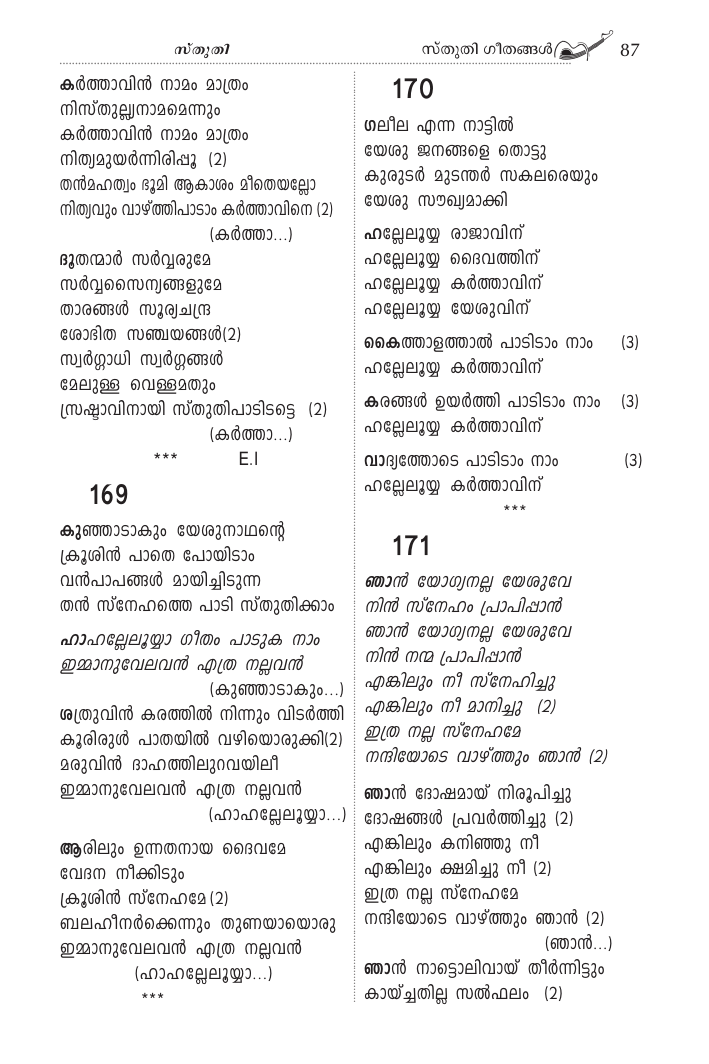 സ്തുതി
സ്തുതി ഗീതങ്ങൾ 87
കർത്താവിൻ നാമം മാത്രം
നിസ്തുല്ല്യനാമമെന്നും
കർത്താവിൻ നാമം മാത്രം
നിത്യമുയർന്നിരിപ്പൂ (2)
തൻമഹത്വം ഭൂമി ആകാശം മീതെയല്ലോ
നിത്യവും വാഴ്ത്തിപാടാം കർത്താവിനെ (2)
(കർത്താ...)
ദൂതന്മാർ സർവ്വരുമേ
സർവ്വസൈന്യങ്ങളുമേ
താരങ്ങൾ സൂര്യചന്ദ്ര
ശോഭിത സഞ്ചയങ്ങൾ(2)
സ്വർഗ്ഗാധി സ്വർഗ്ഗങ്ങൾ
മേലുള്ള വെള്ളമതും
സ്രഷ്ടാവിനായി സ്തുതിപാടിടട്ടെ (2)
(കർത്താ...)
*** E.I
169
കുഞ്ഞാടാകും യേശുനാഥന്റെ
ക്രൂശിൻ പാതെ പോയിടാം
വൻപാപങ്ങൾ മായിച്ചിടുന്ന
തൻ സ്നേഹത്തെ പാടി സ്തുതിക്കാം
ഹാഹല്ലേലൂയ്യാ ഗീതം പാടുക നാം
ഇമ്മാനുവേലവൻ എത്ര നല്ലവൻ
(കുഞ്ഞാടാകും...)
ശത്രുവിൻ കരത്തിൽ നിന്നും വിടർത്തി
കൂരിരുൾ പാതയിൽ വഴിയൊരുക്കി(2)
മരുവിൻ ദാഹത്തിലുറവയിലീ
ഇമ്മാനുവേലവൻ എത്ര നല്ലവൻ
(ഹാഹല്ലേലൂയ്യാ...)
ആരിലും ഉന്നതനായ ദൈവമേ
വേദന നീക്കിടും
ക്രൂശിൻ സ്നേഹമേ (2)
ബലഹീനർക്കെന്നും തുണയായൊരു
ഇമ്മാനുവേലവൻ എത്ര നല്ലവൻ
(ഹാഹല്ലേലൂയ്യാ...)
***
170
ഗലീല എന്ന നാട്ടിൽ
യേശു ജനങ്ങളെ തൊട്ടു
കുരുടർ മുടന്തർ സകലരെയും
യേശു സൗഖ്യമാക്കി
ഹല്ലേലൂയ്യ രാജാവിന്
ഹല്ലേലൂയ്യ ദൈവത്തിന്
ഹല്ലേലൂയ്യ കർത്താവിന്
ഹല്ലേലൂയ്യ യേശുവിന്
കൈത്താളത്താൽ പാടിടാം നാം (3)
ഹല്ലേലൂയ്യ കർത്താവിന്
കരങ്ങൾ ഉയർത്തി പാടിടാം നാം (3)
ഹല്ലേലൂയ്യ കർത്താവിന്
വാദ്യത്തോടെ പാടിടാം നാം (3)
ഹല്ലേലൂയ്യ കർത്താവിന്
***
171
ഞാൻ യോഗ്യനല്ല യേശുവേ
നിൻ സ്നേഹം പ്രാപിപ്പാൻ
ഞാൻ യോഗ്യനല്ല യേശുവേ
നിൻ നന്മ പ്രാപിപ്പാൻ
എങ്കിലും നീ സ്നേഹിച്ചു
എങ്കിലും നീ മാനിച്ചു (2)
ഇത്ര നല്ല സ്നേഹമേ
നന്ദിയോടെ വാഴ്ത്തും ഞാൻ (2)
ഞാൻ ദോഷമായ് നിരൂപിച്ചു
ദോഷങ്ങൾ പ്രവർത്തിച്ചു (2)
എങ്കിലും കനിഞ്ഞു നീ
എങ്കിലും ക്ഷമിച്ചു നീ (2)
ഇത്ര നല്ല സ്നേഹമേ
നന്ദിയോടെ വാഴ്ത്തും ഞാൻ (2)
(ഞാൻ...)
ഞാൻ നാട്ടൊലിവായ് തീർന്നിട്ടും
കായ്ച്ചതില്ല സൽഫലം (2)